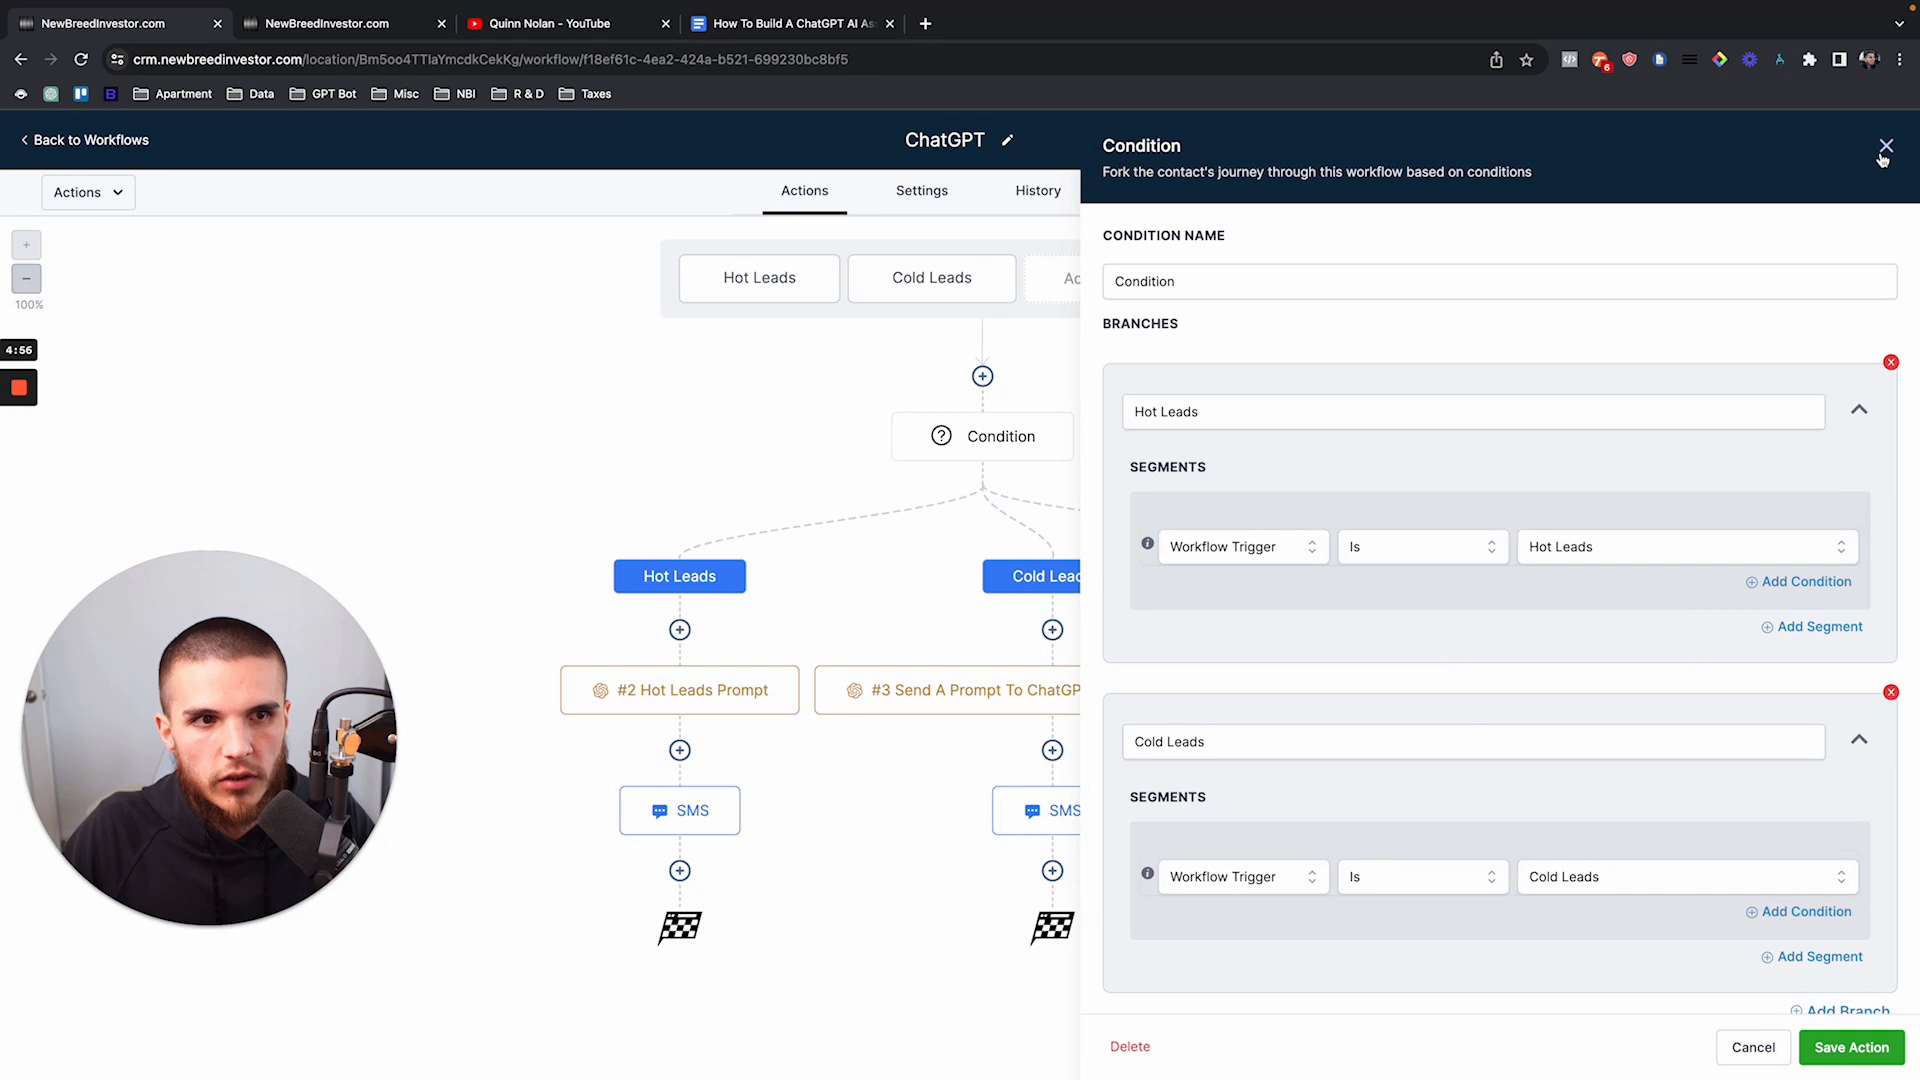 NewBreedInvestor.com
NewBreedInvestor.com
Quinn Nolan - YouTube
How To Build A ChatGPT AI Ass
crm.newbreedinvestor.com/location/Bm5oo4TTlaYmcdkCekKg/workflow/f18ef61c-4ea2-424a-b521-699230bc8bf5
6
B
Apartment
Data
GPT Bot
Misc
NBI
R & D
Taxes
Back to Workflows
ChatGPT
Actions
Actions
Settings
History
100%
4:56
Hot Leads
Cold Leads
Ad
Condition
Hot Leads
Cold Lead
#2 Hot Leads Prompt
#3 Send A Prompt To ChatGP
SMS
SMS
Condition
Fork the contact's journey through this workflow based on conditions
CONDITION NAME
Condition
BRANCHES
Hot Leads
SEGMENTS
Workflow Trigger
Is
Hot Leads
Add Condition
Add Segment
Cold Leads
SEGMENTS
Workflow Trigger
Is
Cold Leads
Add Condition
Add Segment
Add Branch
Delete
Cancel
Save Action